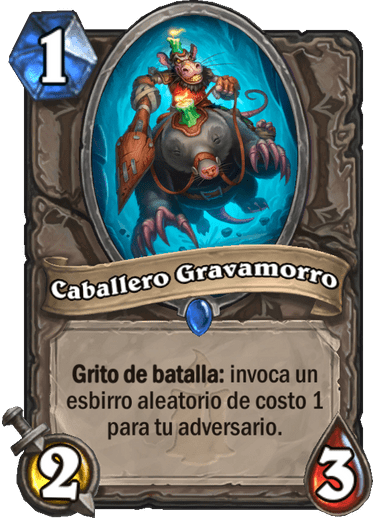 1
Caballero Gravamorro
Grito de batalla: invoca un
esbirro aleatorio de costo 1
para tu adversario.
2
3